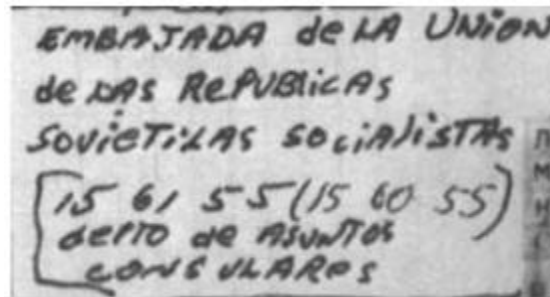 EMBAJADA de LA UNION
de LAS REPUBLICAS
SOVIETICAS SOCIALISTAS
15 61 55 (15 60 55)
DEPTO de ASUNTOS
CONSULARES